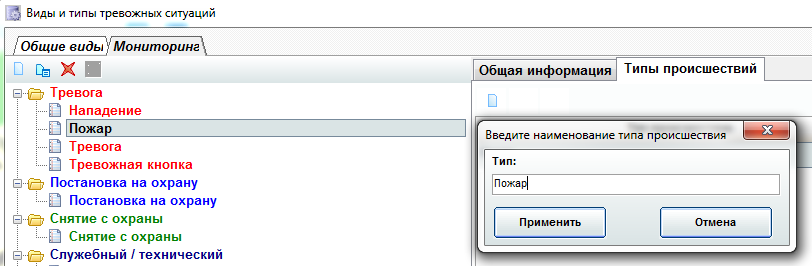 Виды и типы тревожных ситуаций
Общие виды Мониторинг
Тревога
Нападение
Пожар
Тревога
Тревожная кнопка
Постановка на охрану
Постановка на охрану
Снятие с охраны
Снятие с охраны
Служебный / технический
Общая информация Типы происшествий
Введите наименование типа происшествия
Тип:
Пожар
Применить Отмена